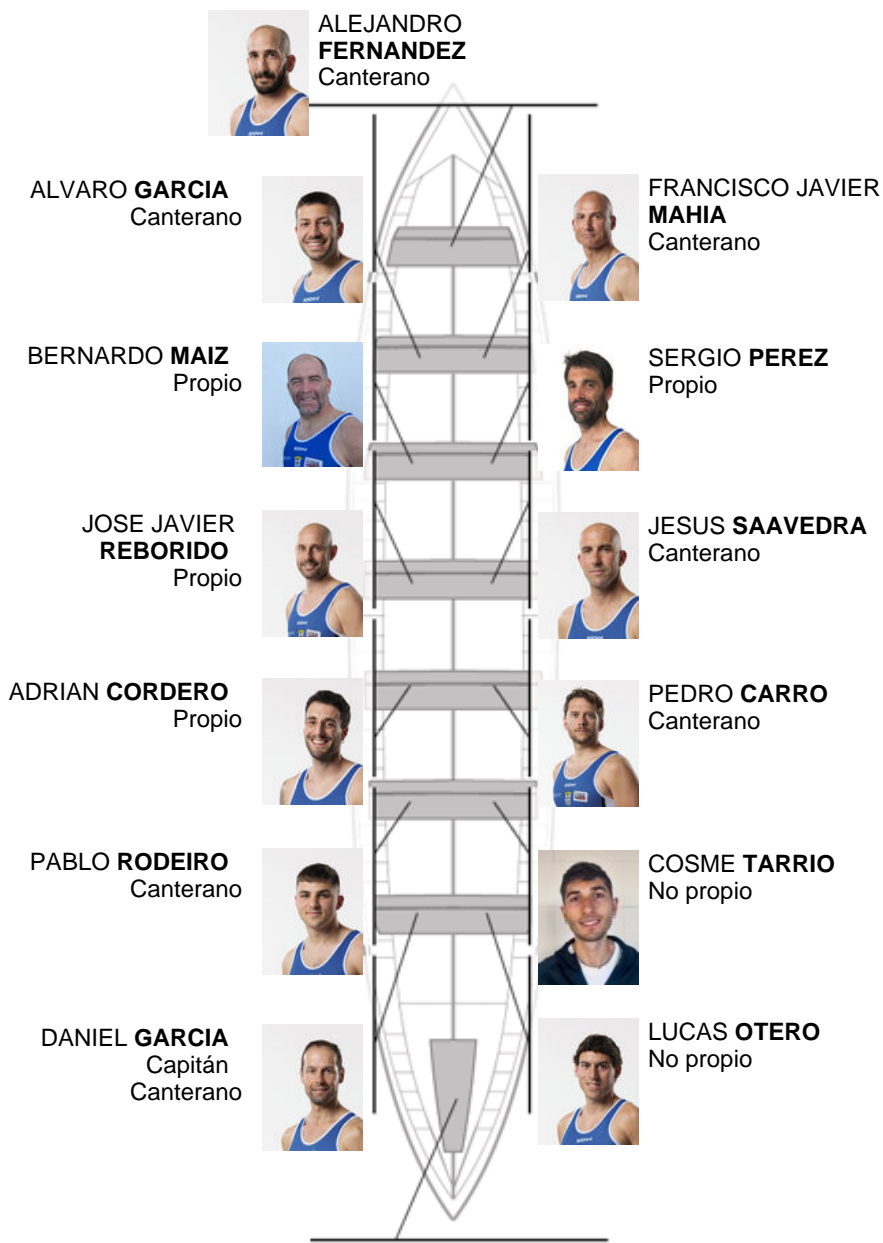 ALEJANDRO
FERNANDEZ
Canterano
ALVARO GARCIA
Canterano
FRANCISCO JAVIER
MAHIA
Canterano
BERNARDO MAIZ
Propio
SERGIO PEREZ
Propio
JOSE JAVIER
REBORIDO
Propio
JESUS SAAVEDRA
Canterano
ADRIAN CORDERO
Propio
PEDRO CARRO
Canterano
PABLO RODEIRO
Canterano
COSME TARRIO
No propio
DANIEL GARCIA
Capitán
Canterano
LUCAS OTERO
No propio